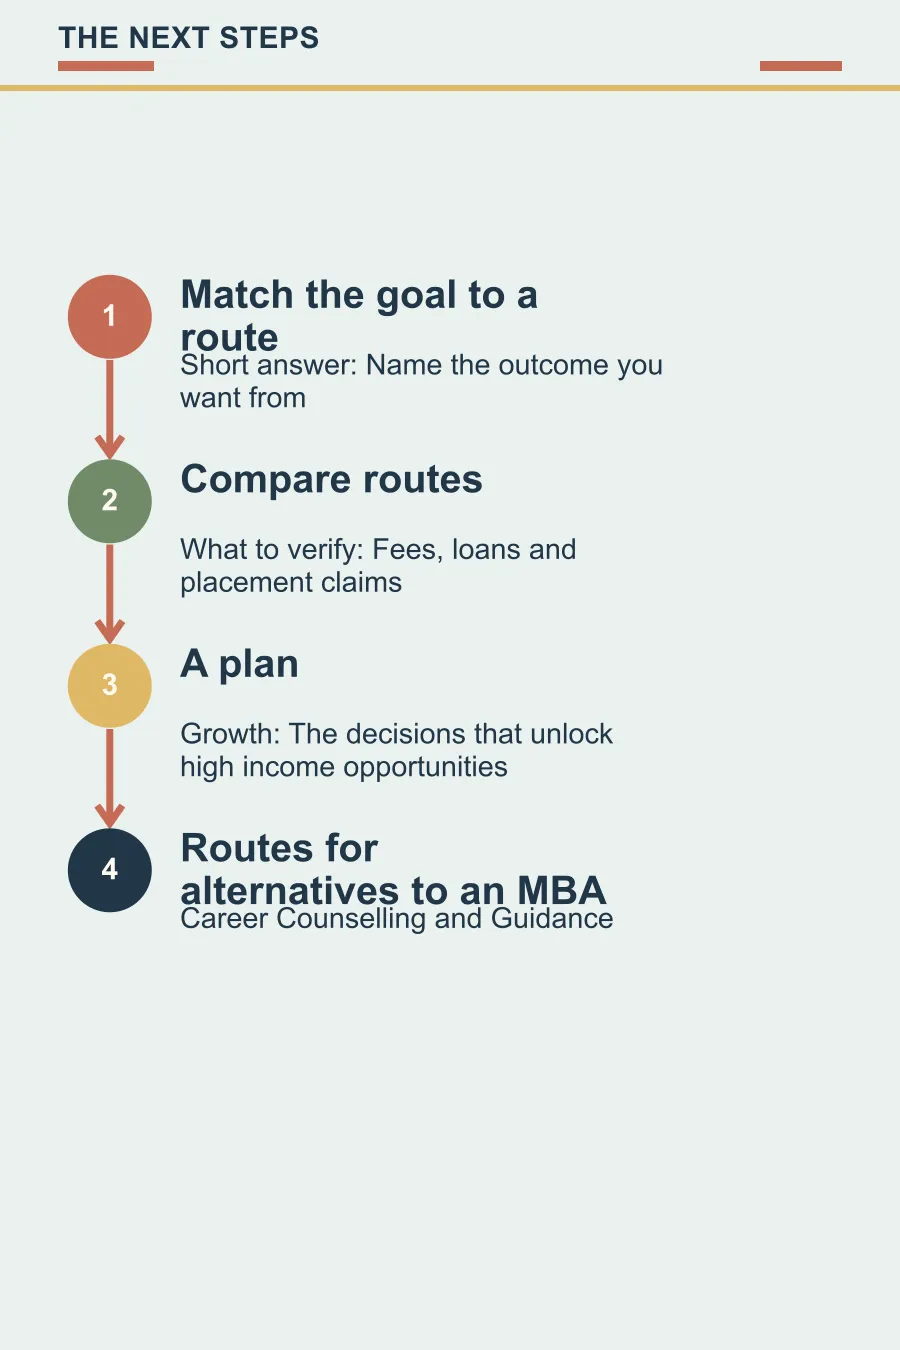 THE NEXT STEPS
1
Match the goal to a
route
Short answer: Name the outcome you
want from
2
Compare routes
What to verify: Fees, loans and
placement claims
3
A plan
Growth: The decisions that unlock
high income opportunities
4
Routes for
alternatives to an MBA
Career Counselling and Guidance